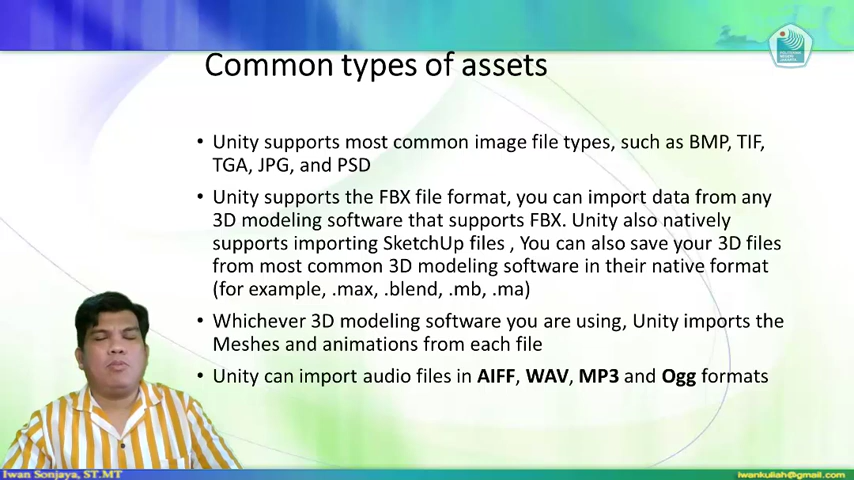 Common types of assets
• Unity supports most common image file types, such as BMP, TIF,
TGA, JPG, and PSD
• Unity supports the FBX file format, you can import data from any
3D modeling software that supports FBX. Unity also natively
supports importing SketchUp files , You can also save your 3D files
from most common 3D modeling software in their native format
(for example, .max, .blend, .mb, .ma)
• Whichever 3D modeling software you are using, Unity imports the
Meshes and animations from each file
• Unity can import audio files in AIFF, WAV, MP3 and Ogg formats
Iwan Sonjaya, ST.MT
iwankuliah@gmail.com